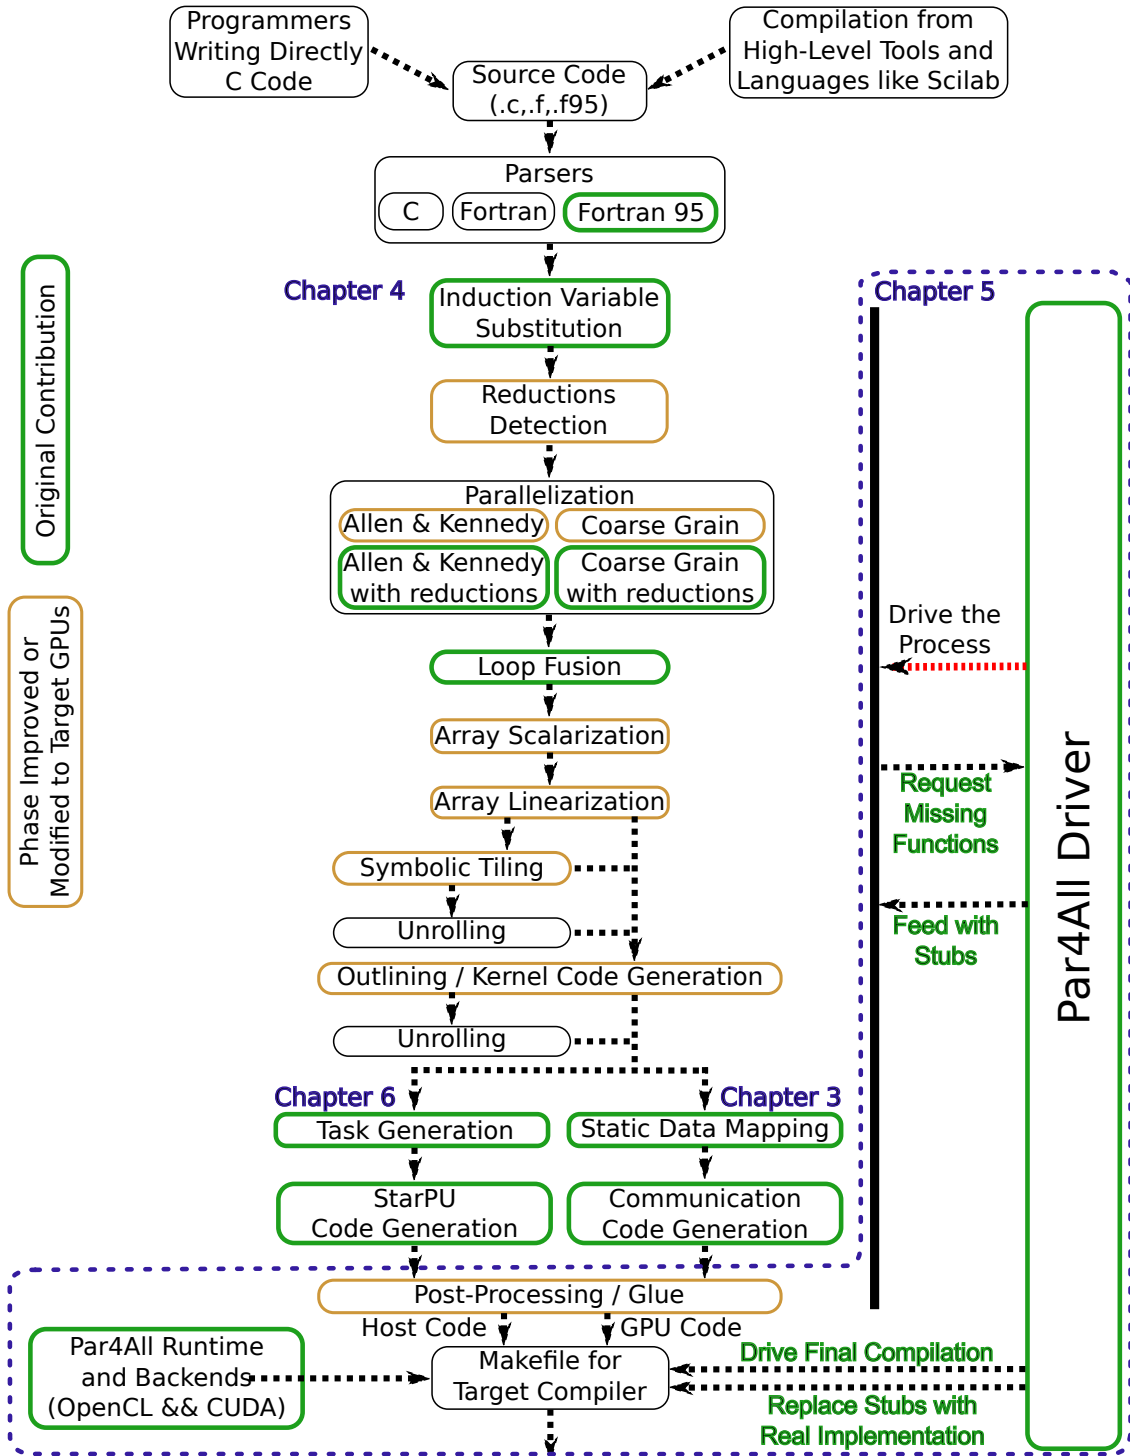 Programmers
Writing Directly
C Code
Compilation from
High-Level Tools and
Languages like Scilab
Source Code
(.c,.f,.f95)
Parsers
C
Fortran
Fortran 95
Chapter 4
Induction Variable
Substitution
Reductions
Detection
Parallelization
Allen & Kennedy
Coarse Grain
Allen & Kennedy
with reductions
Coarse Grain
with reductions
Loop Fusion
Array Scalarization
Array Linearization
Symbolic Tiling
Unrolling
Outlining / Kernel Code Generation
Unrolling
Chapter 6
Chapter 3
Task Generation
Static Data Mapping
StarPU
Code Generation
Communication
Code Generation
Post-Processing / Glue
Host Code
GPU Code
Par4All Runtime
and Backends
(OpenCL && CUDA)
Makefile for
Target Compiler
Original Contribution
Phase Improved or
Modified to Target GPUs
Chapter 5
Drive the
Process
Request
Missing
Functions
Feed with
Stubs
Par4All Driver
Drive Final Compilation
Replace Stubs with
Real Implementation